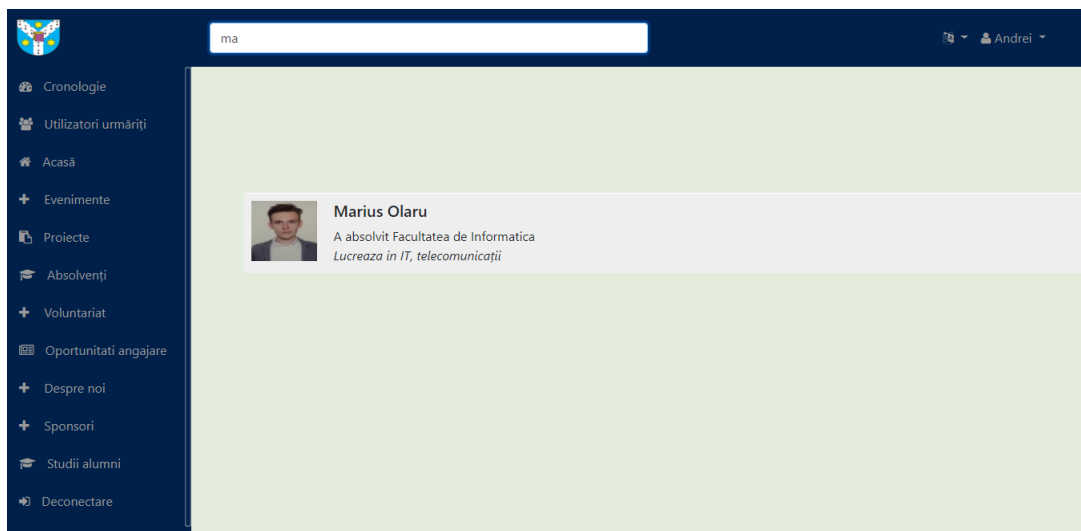 ma
Andrei
Cronologie
Utilizatori urmăriți
Acasă
Evenimente
Proiecte
Absolvenți
Voluntariat
Oportunitati angajare
Despre noi
Sponsori
Studii alumni
Deconectare
Marius Olaru
A absolvit Facultatea de Informatica
Lucreaza in IT, telecomunicații